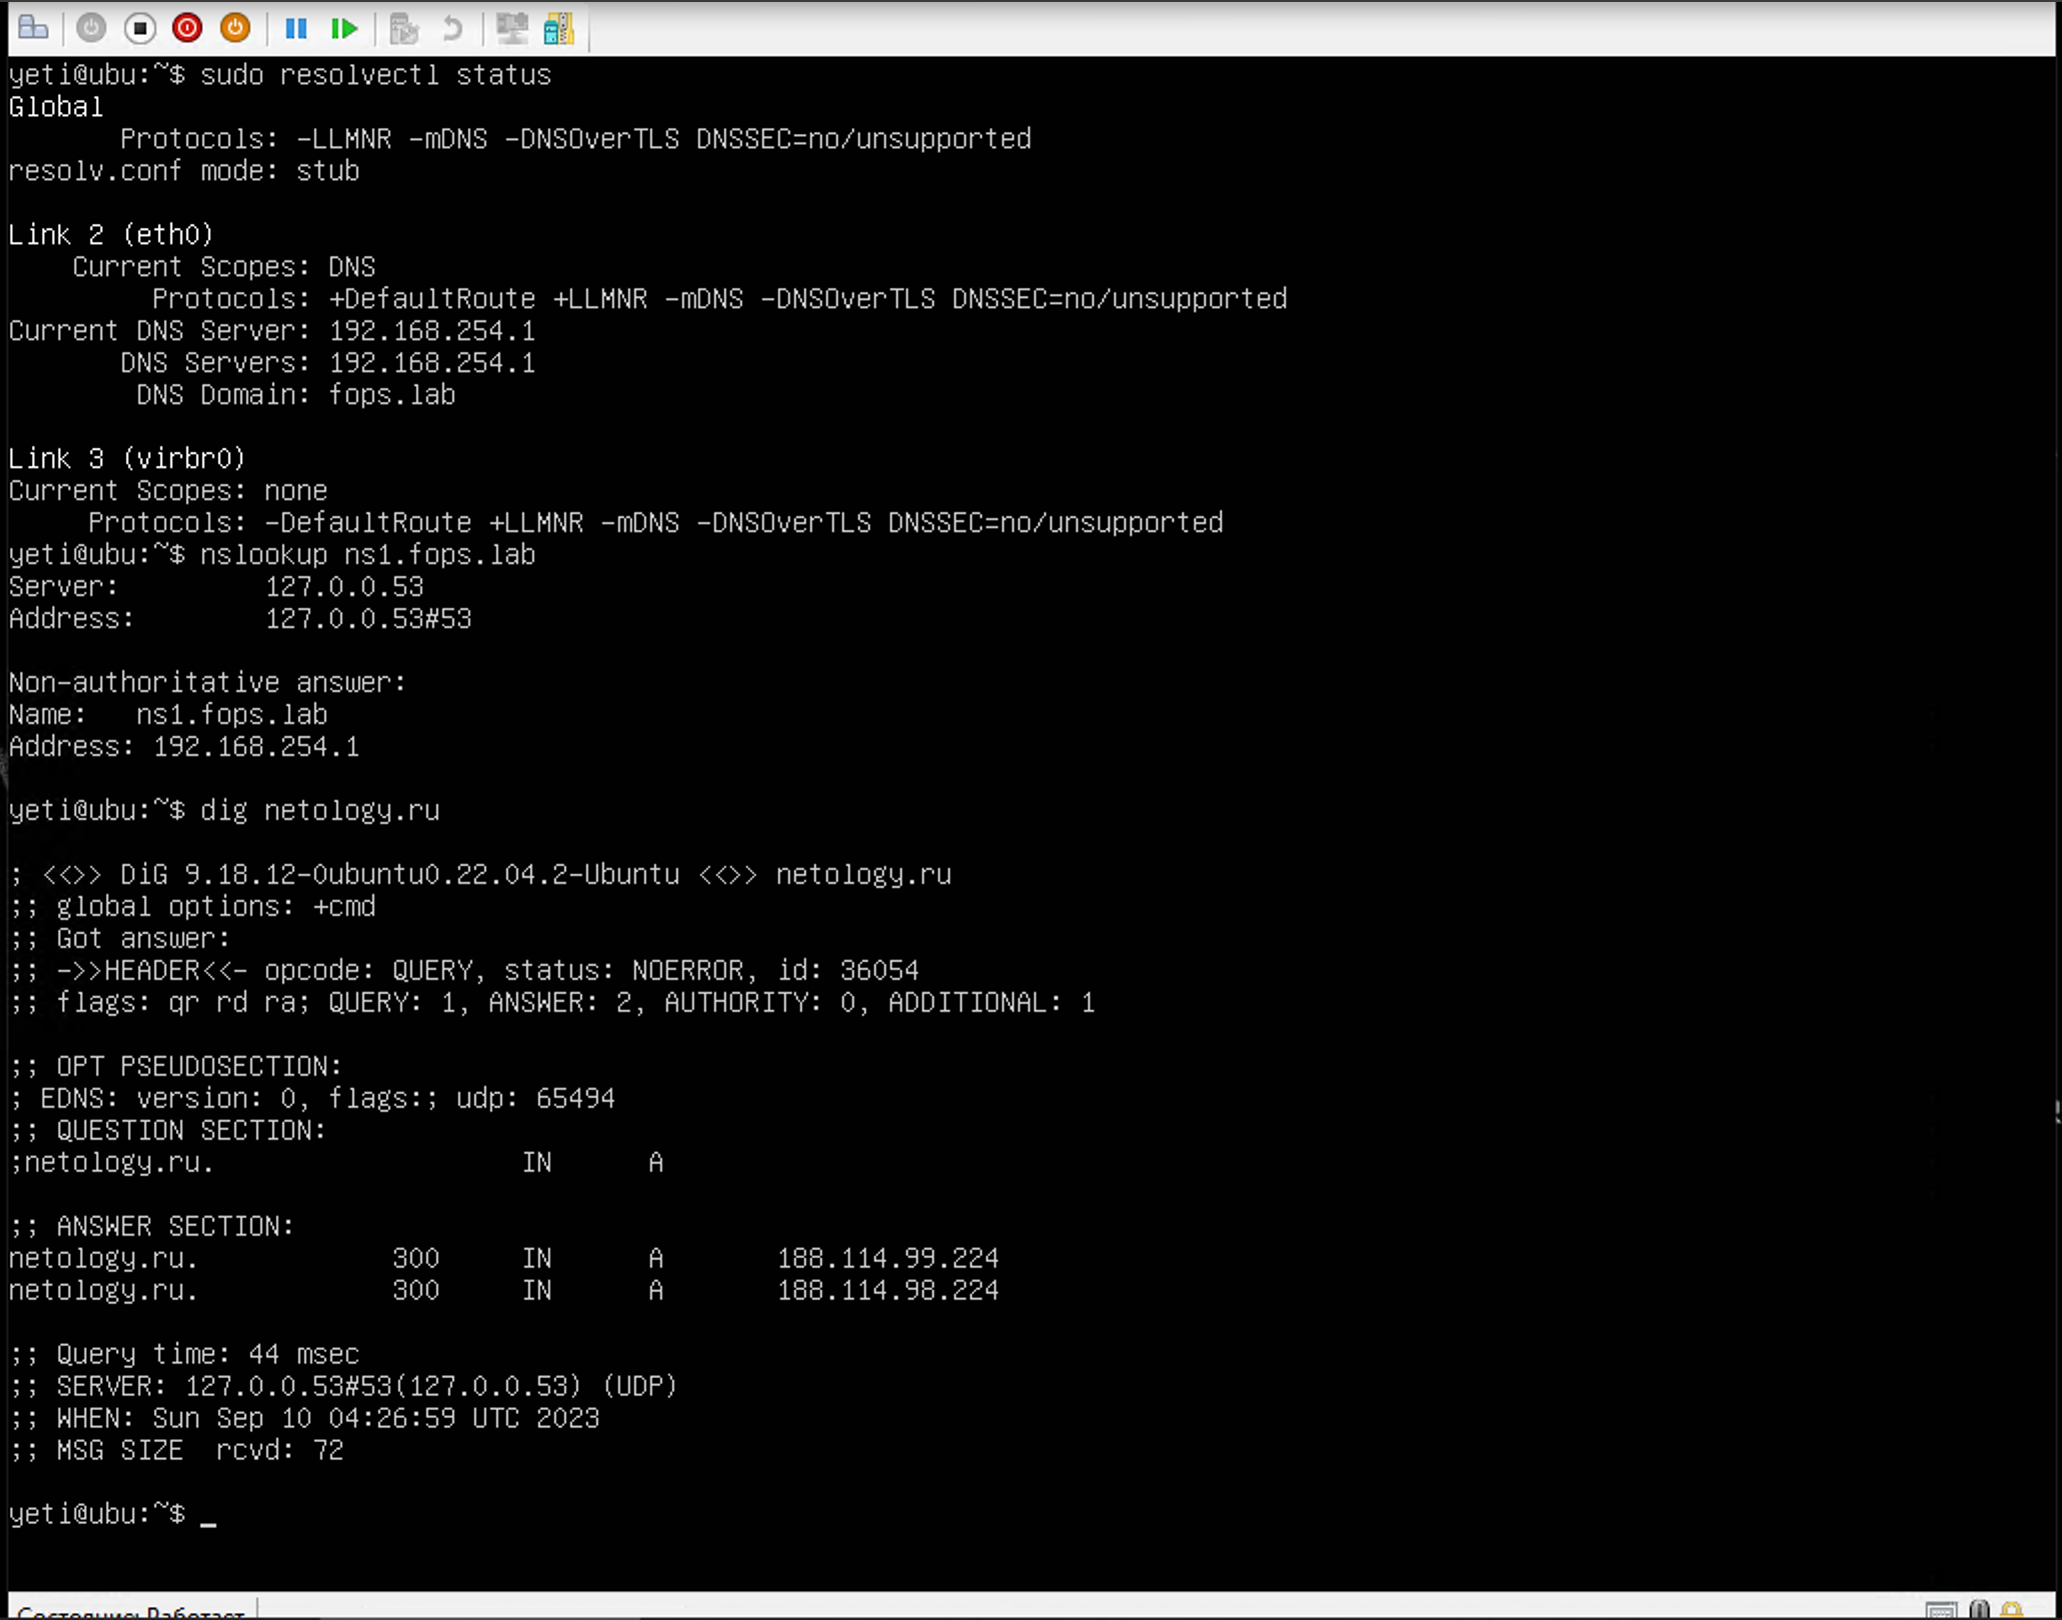 yeti@ubu:~$ sudo resolvectl status
Global
Protocols: -LLMNR -mDNS -DNSOverTLS DNSSEC=no/unsupported
resolv.conf mode: stub
Link 2 (eth0)
Current Scopes: DNS
Protocols: +DefaultRoute +LLMNR -mDNS -DNSOverTLS DNSSEC=no/unsupported
Current DNS Server: 192.168.254.1
DNS Servers: 192.168.254.1
DNS Domain: fops.lab
Link 3 (virbr0)
Current Scopes: none
Protocols: -DefaultRoute +LLMNR -mDNS -DNSOverTLS DNSSEC=no/unsupported
yeti@ubu:~$ nslookup ns1.fops.lab
Server: 127.0.0.53
Address: 127.0.0.53#53
Non-authoritative answer:
Name: ns1.fops.lab
Address: 192.168.254.1
yeti@ubu:~$ dig netology.ru
; <<>> DiG 9.18.12-0ubuntu0.22.04.2-Ubuntu <<>> netology.ru
;; global options: +cmd
;; Got answer:
;; ->>HEADER<<- opcode: QUERY, status: NOERROR, id: 36054
;; flags: qr rd ra; QUERY: 1, ANSWER: 2, AUTHORITY: 0, ADDITIONAL: 1
;; OPT PSEUDOSECTION:
; EDNS: version: 0, flags:; udp: 65494
;; QUESTION SECTION:
;netology.ru. IN A
;; ANSWER SECTION:
netology.ru. 300 IN A 188.114.99.224
netology.ru. 300 IN A 188.114.98.224
;; Query time: 44 msec
;; SERVER: 127.0.0.53#53(127.0.0.53) (UDP)
;; WHEN: Sun Sep 10 04:26:59 UTC 2023
;; MSG SIZE rcvd: 72
yeti@ubu:~$ _
Состояние: Работает